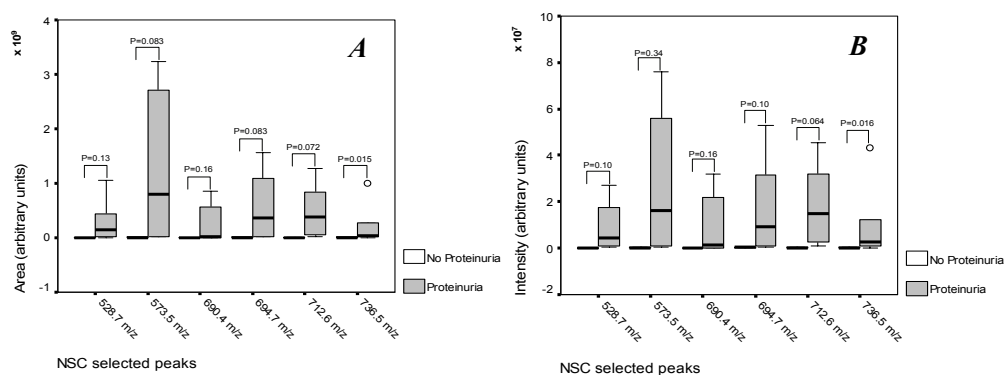 A
x 10⁹
4
3
2
1
0
-1
Area (arbitrary units)
P=0.13
P=0.083
P=0.16
P=0.083
P=0.072
P=0.015
528.7 m/z
573.5 m/z
690.4 m/z
694.7 m/z
712.6 m/z
736.5 m/z
NSC selected peaks
No Proteinuria
Proteinuria
B
x 10⁷
10
8
6
4
2
0
-2
Intensity (arbitrary units)
P=0.10
P=0.34
P=0.16
P=0.10
P=0.064
P=0.016
528.7 m/z
573.5 m/z
690.4 m/z
694.7 m/z
712.6 m/z
736.5 m/z
NSC selected peaks
No Proteinuria
Proteinuria